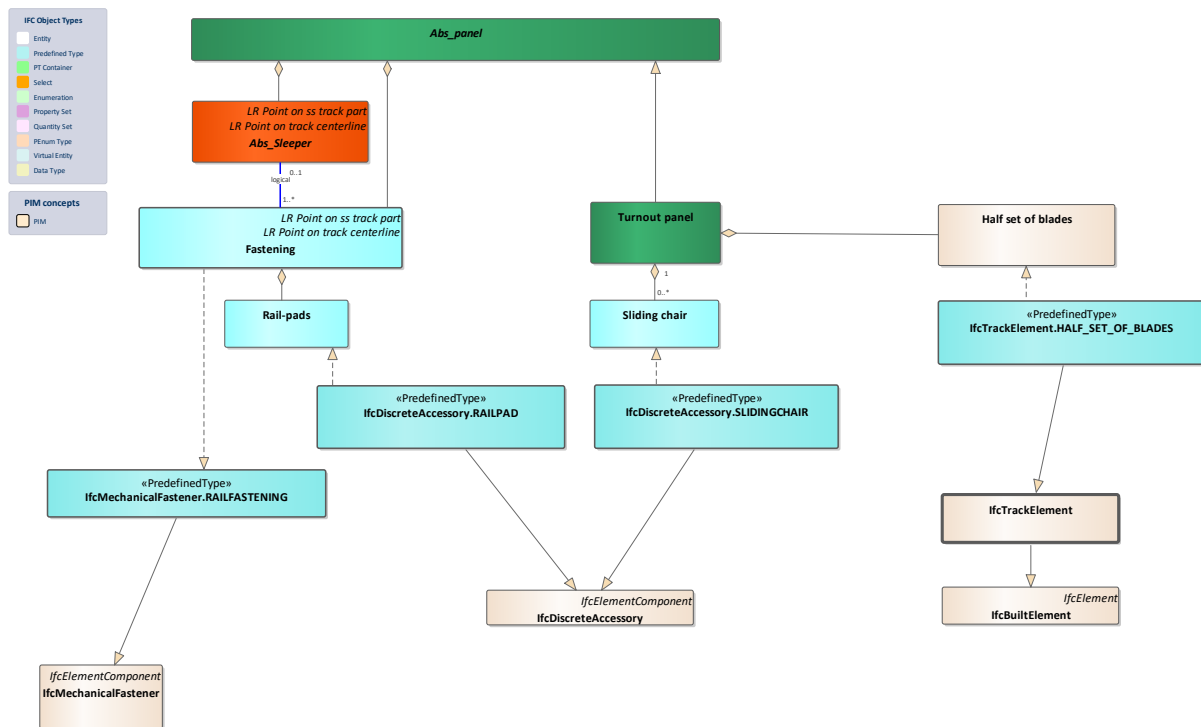 IFC Object Types
Entity
Predefined Type
PT Container
Select
Enumeration
Property Set
Quantity Set
PEnum Type
Virtual Entity
Data Type
PIM concepts
PIM
Abs_panel
LR Point on ss track part
LR Point on track centerline
Abs_Sleeper
0..1
logical
1..*
LR Point on ss track part
LR Point on track centerline
Fastening
Turnout panel
Half set of blades
1
0..*
Rail-pads
Sliding chair
«PredefinedType»
IfcTrackElement.HALF_SET_OF_BLADES
«PredefinedType»
IfcDiscreteAccessory.RAILPAD
«PredefinedType»
IfcDiscreteAccessory.SLIDINGCHAIR
«PredefinedType»
IfcMechanicalFastener.RAILFASTENING
IfcTrackElement
IfcElementComponent
IfcDiscreteAccessory
IfcElement
IfcBuiltElement
IfcElementComponent
IfcMechanicalFastener